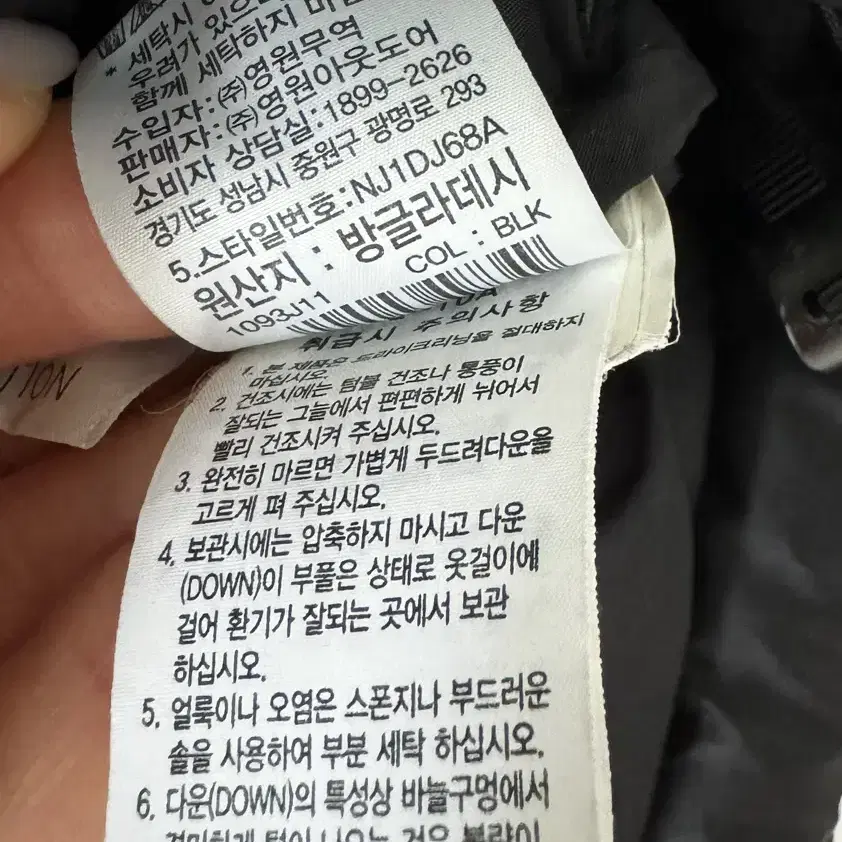 * 세탁시
우려가 있으
함께 세탁하지
수입자:(주)영원무역
판매자:(주)영원아웃도어
소비자 상담실:1899-2626
경기도 성남시 중원구 광명로 293
5.스타일번호:NJ1DJ68A
원산지 : 방글라데시
COL : BLK
1093J11
취급시 주의사항
1. 본 제품은 드라이크리닝을 절대하지
마십시오.
2. 건조시에는 텀블 건조나 통풍이
잘되는 그늘에서 편편하게 뉘어서
빨리 건조시켜 주십시오.
3. 완전히 마르면 가볍게 두드려다운을
고르게 펴 주십시오.
4. 보관시에는 압축하지 마시고 다운
(DOWN)이 부풀은 상태로 옷걸이에
걸어 환기가 잘되는 곳에서 보관
하십시오.
5. 얼룩이나 오염은 스폰지나 부드러운
솔을 사용하여 부분 세탁 하십시오.
6. 다운(DOWN)의 특성상 바늘구멍에서